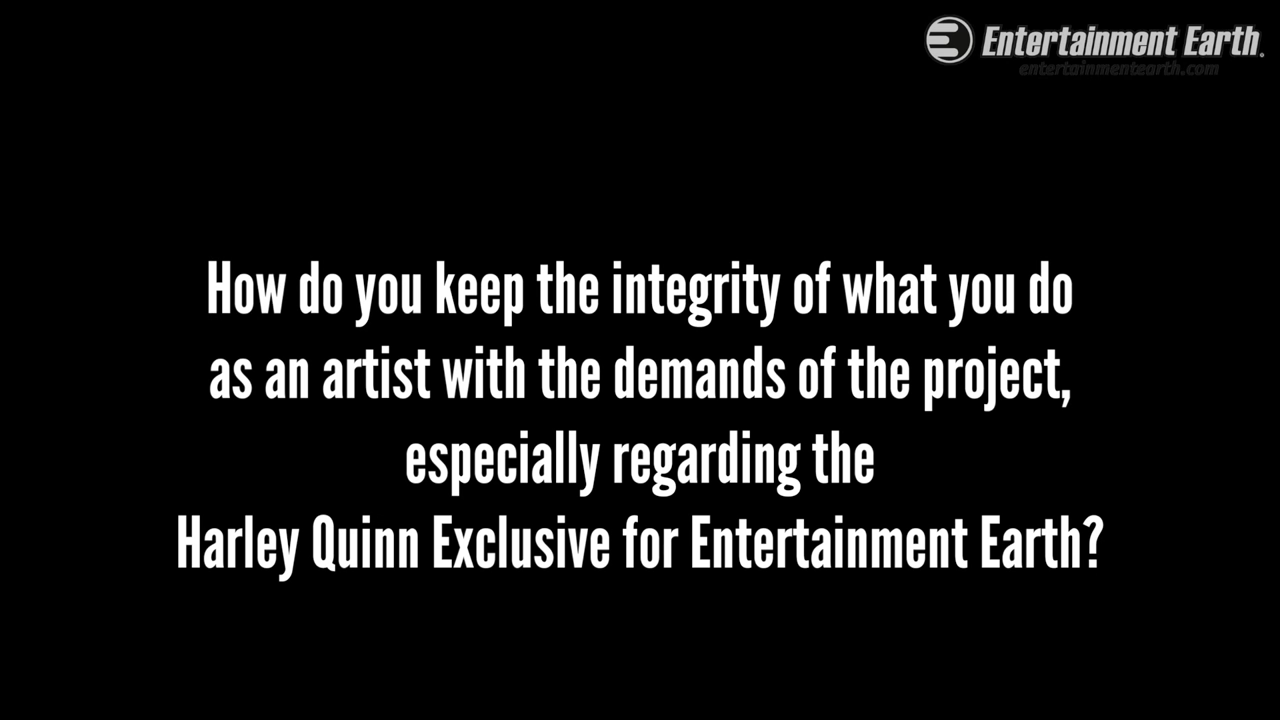 Entertainment Earth.
entertainmentearth.com
How do you keep the integrity of what you do
as an artist with the demands of the project,
especially regarding the
Harley Quinn Exclusive for Entertainment Earth?